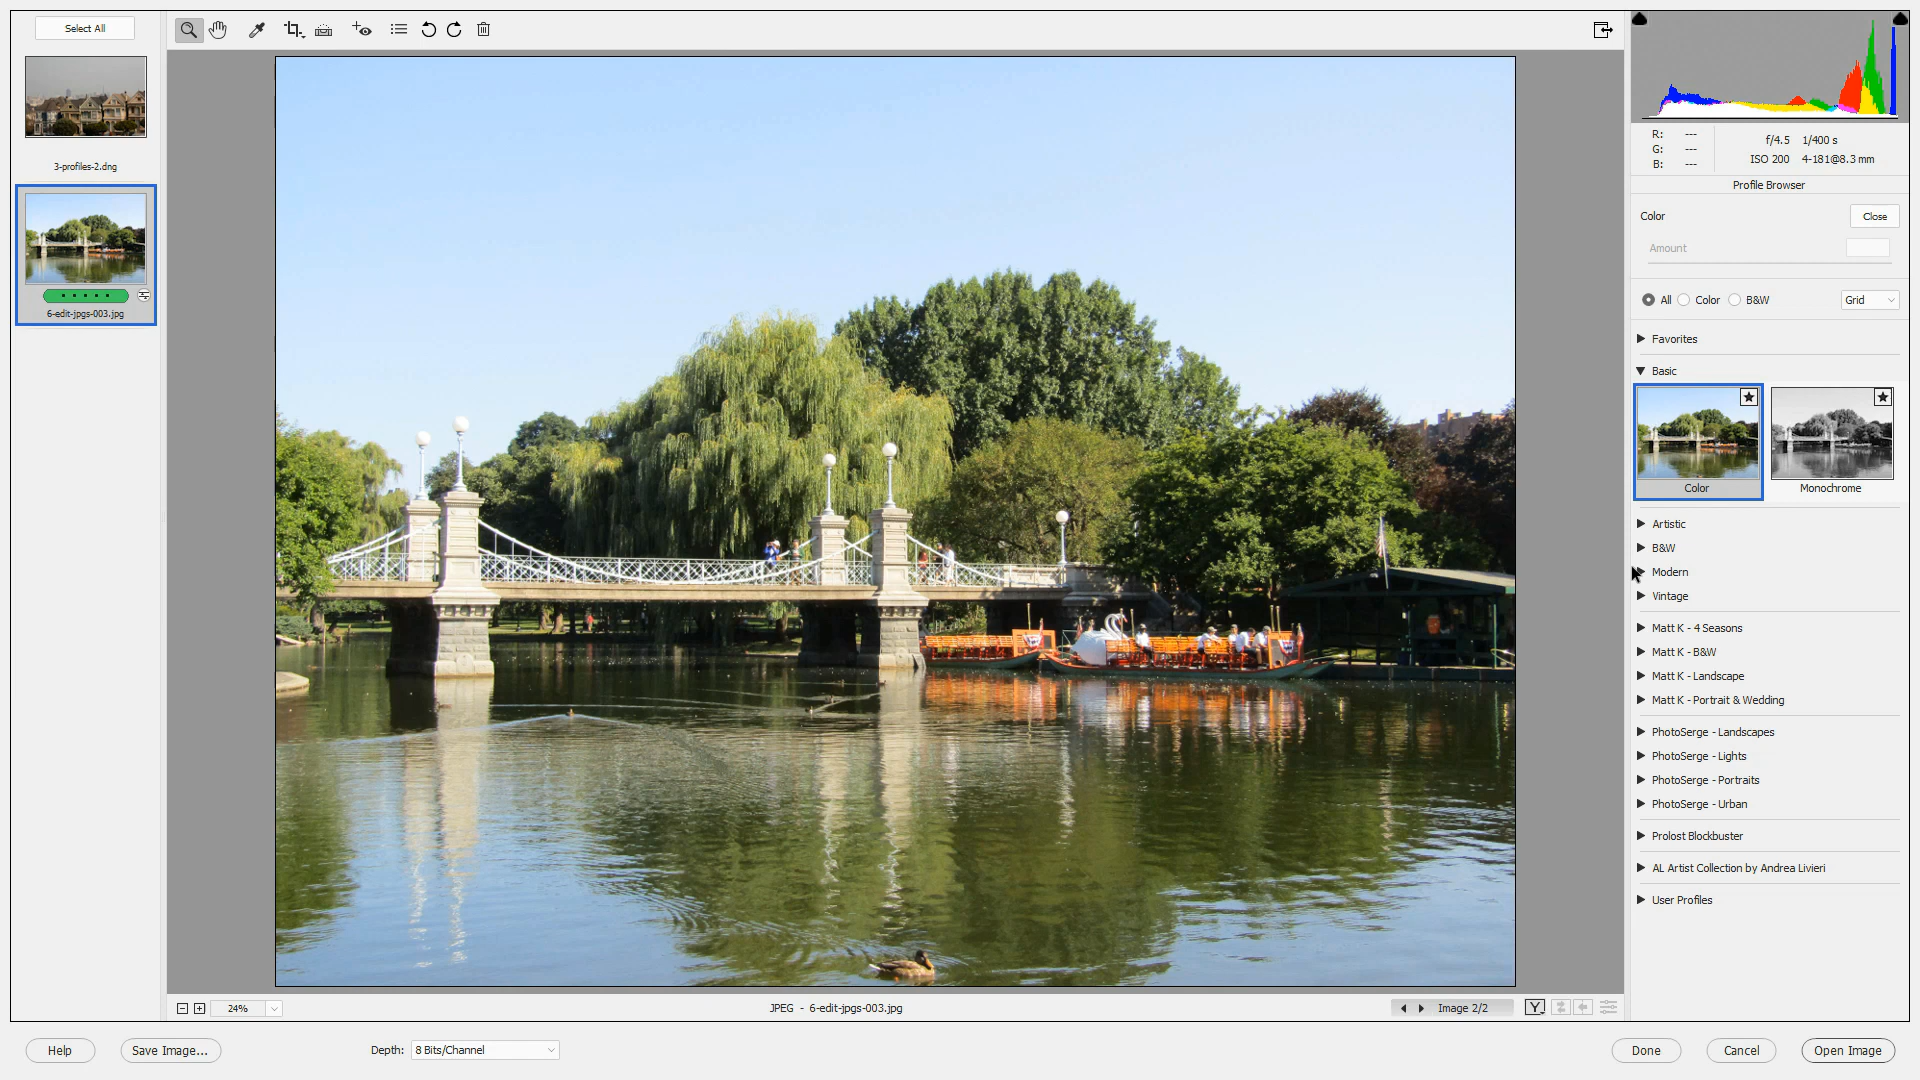 Select All
3-profiles-2.dng
6-edit-jpgs-003.jpg
R: ---
G: ---
B: ---
f/4.5 1/400 s
ISO 200 4-181@8.3 mm
Profile Browser
Color
Close
Amount
All Color B&W Grid
Favorites
Basic
Color Monochrome
Artistic
B&W
Modern
Vintage
Matt K - 4 Seasons
Matt K - B&W
Matt K - Landscape
Matt K - Portrait & Wedding
PhotoSerge - Landscapes
PhotoSerge - Lights
PhotoSerge - Portraits
PhotoSerge - Urban
Prolost Blockbuster
AL Artist Collection by Andrea Livieri
User Profiles
24%
JPEG - 6-edit-jpgs-003.jpg
Image 2/2
Y
Help
Save Image...
Depth: 8 Bits/Channel
Done
Cancel
Open Image